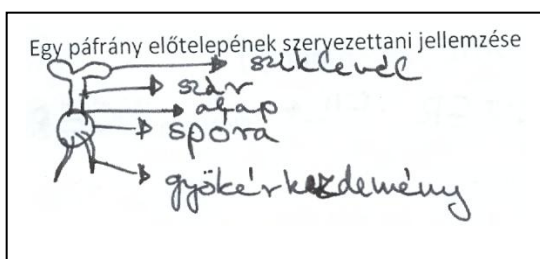 Egy páfrány előtelepének szervezettani jellemzése
sziklevél
szár
alap
spóra
gyökérkezdemény